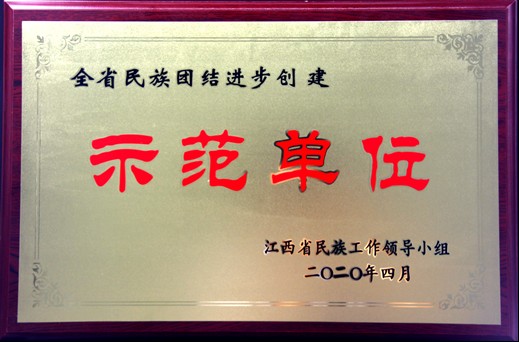 全省民族团结进步创建
示范单位
江西省民族工作领导小组
二〇二〇年四月